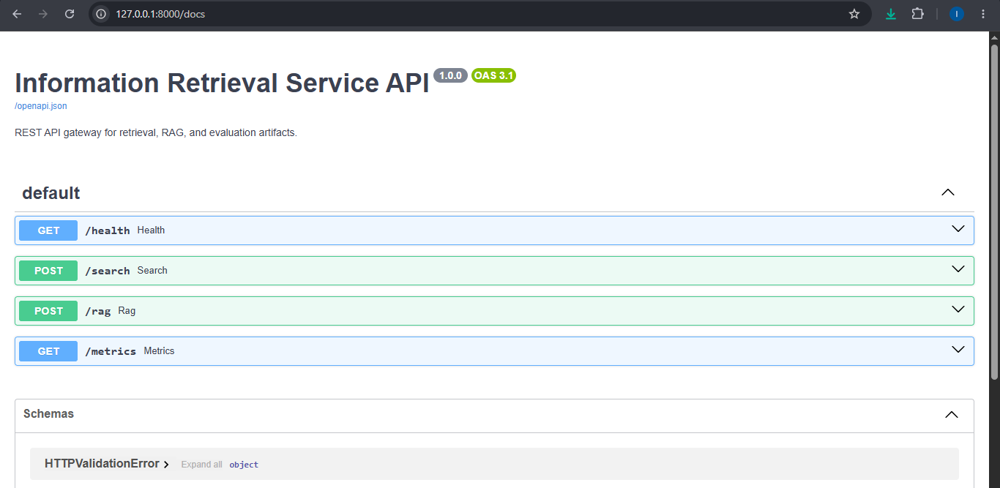 127.0.0.1:8000/docs
I
Information Retrieval Service API 1.0.0 OAS 3.1
/openapi.json
REST API gateway for retrieval, RAG, and evaluation artifacts.
default
GET /health Health
POST /search Search
POST /rag Rag
GET /metrics Metrics
Schemas
HTTPValidationError Expand all object